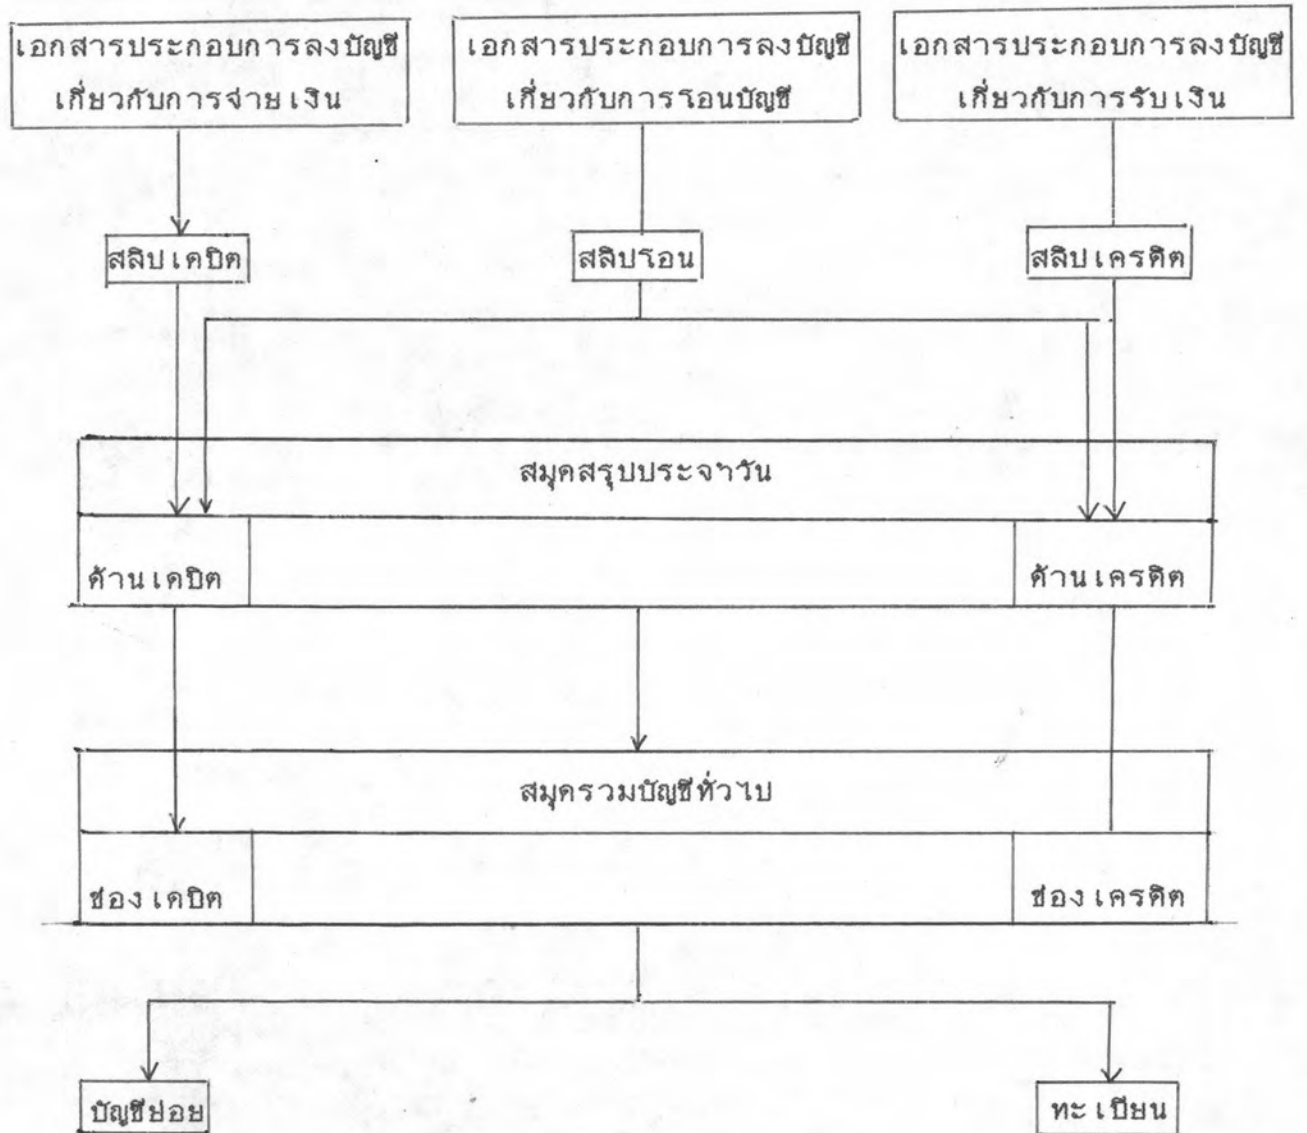 เอกสารประกอบการลงบัญชี
เกี่ยวกับการจ่ายเงิน
เอกสารประกอบการลงบัญชี
เกี่ยวกับการโอนบัญชี
เอกสารประกอบการลงบัญชี
เกี่ยวกับการรับเงิน
สลิปเดบิต
สลิปโอน
สลิปเครดิต
สมุดสรุปประจำวัน
ด้านเดบิต
ด้านเครดิต
สมุดรวมบัญชีทั่วไป
ช่องเดบิต
ช่องเครดิต
บัญชีย่อย
ทะเบียน